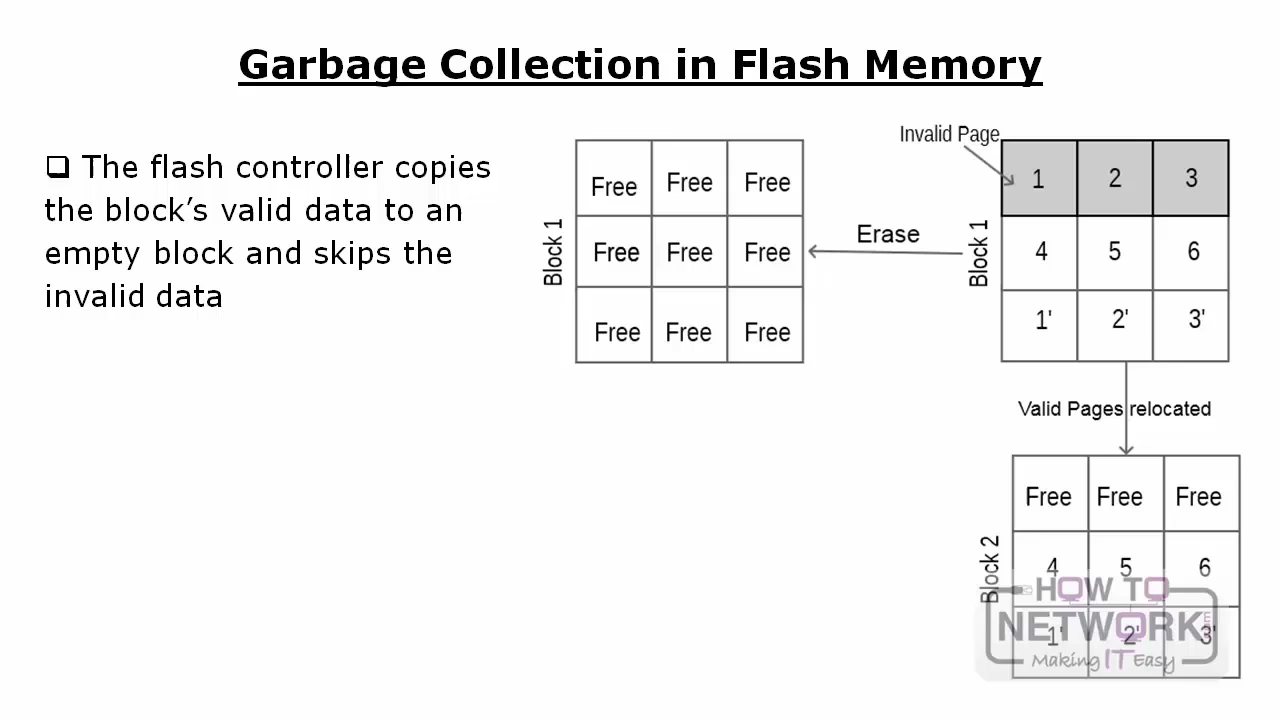 Garbage Collection in Flash Memory
❑ The flash controller copies
the block’s valid data to an
empty block and skips the
invalid data
Block 1
Free Free Free
Free Free Free
Free Free Free
Erase
Invalid Page
Block 1
1 2 3
4 5 6
1' 2' 3'
Valid Pages relocated
Block 2
Free Free Free
4 5 6
1' 2' 3'
HOW TO
NETWORK.com
Making IT Easy